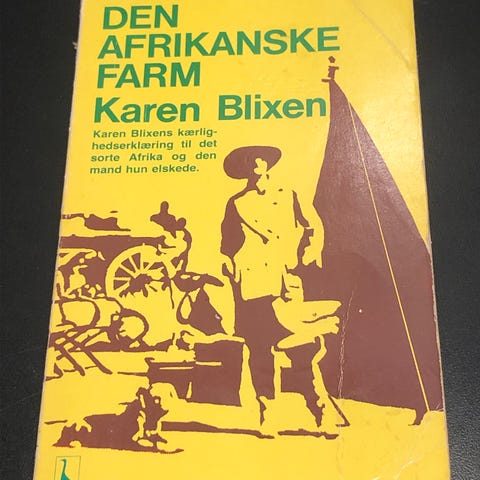 DEN
AFRIKANSKE
FARM
Karen Blixen
Karen Blixens kærlig-
hedserklæring til det
sorte Afrika og den
mand hun elskede.